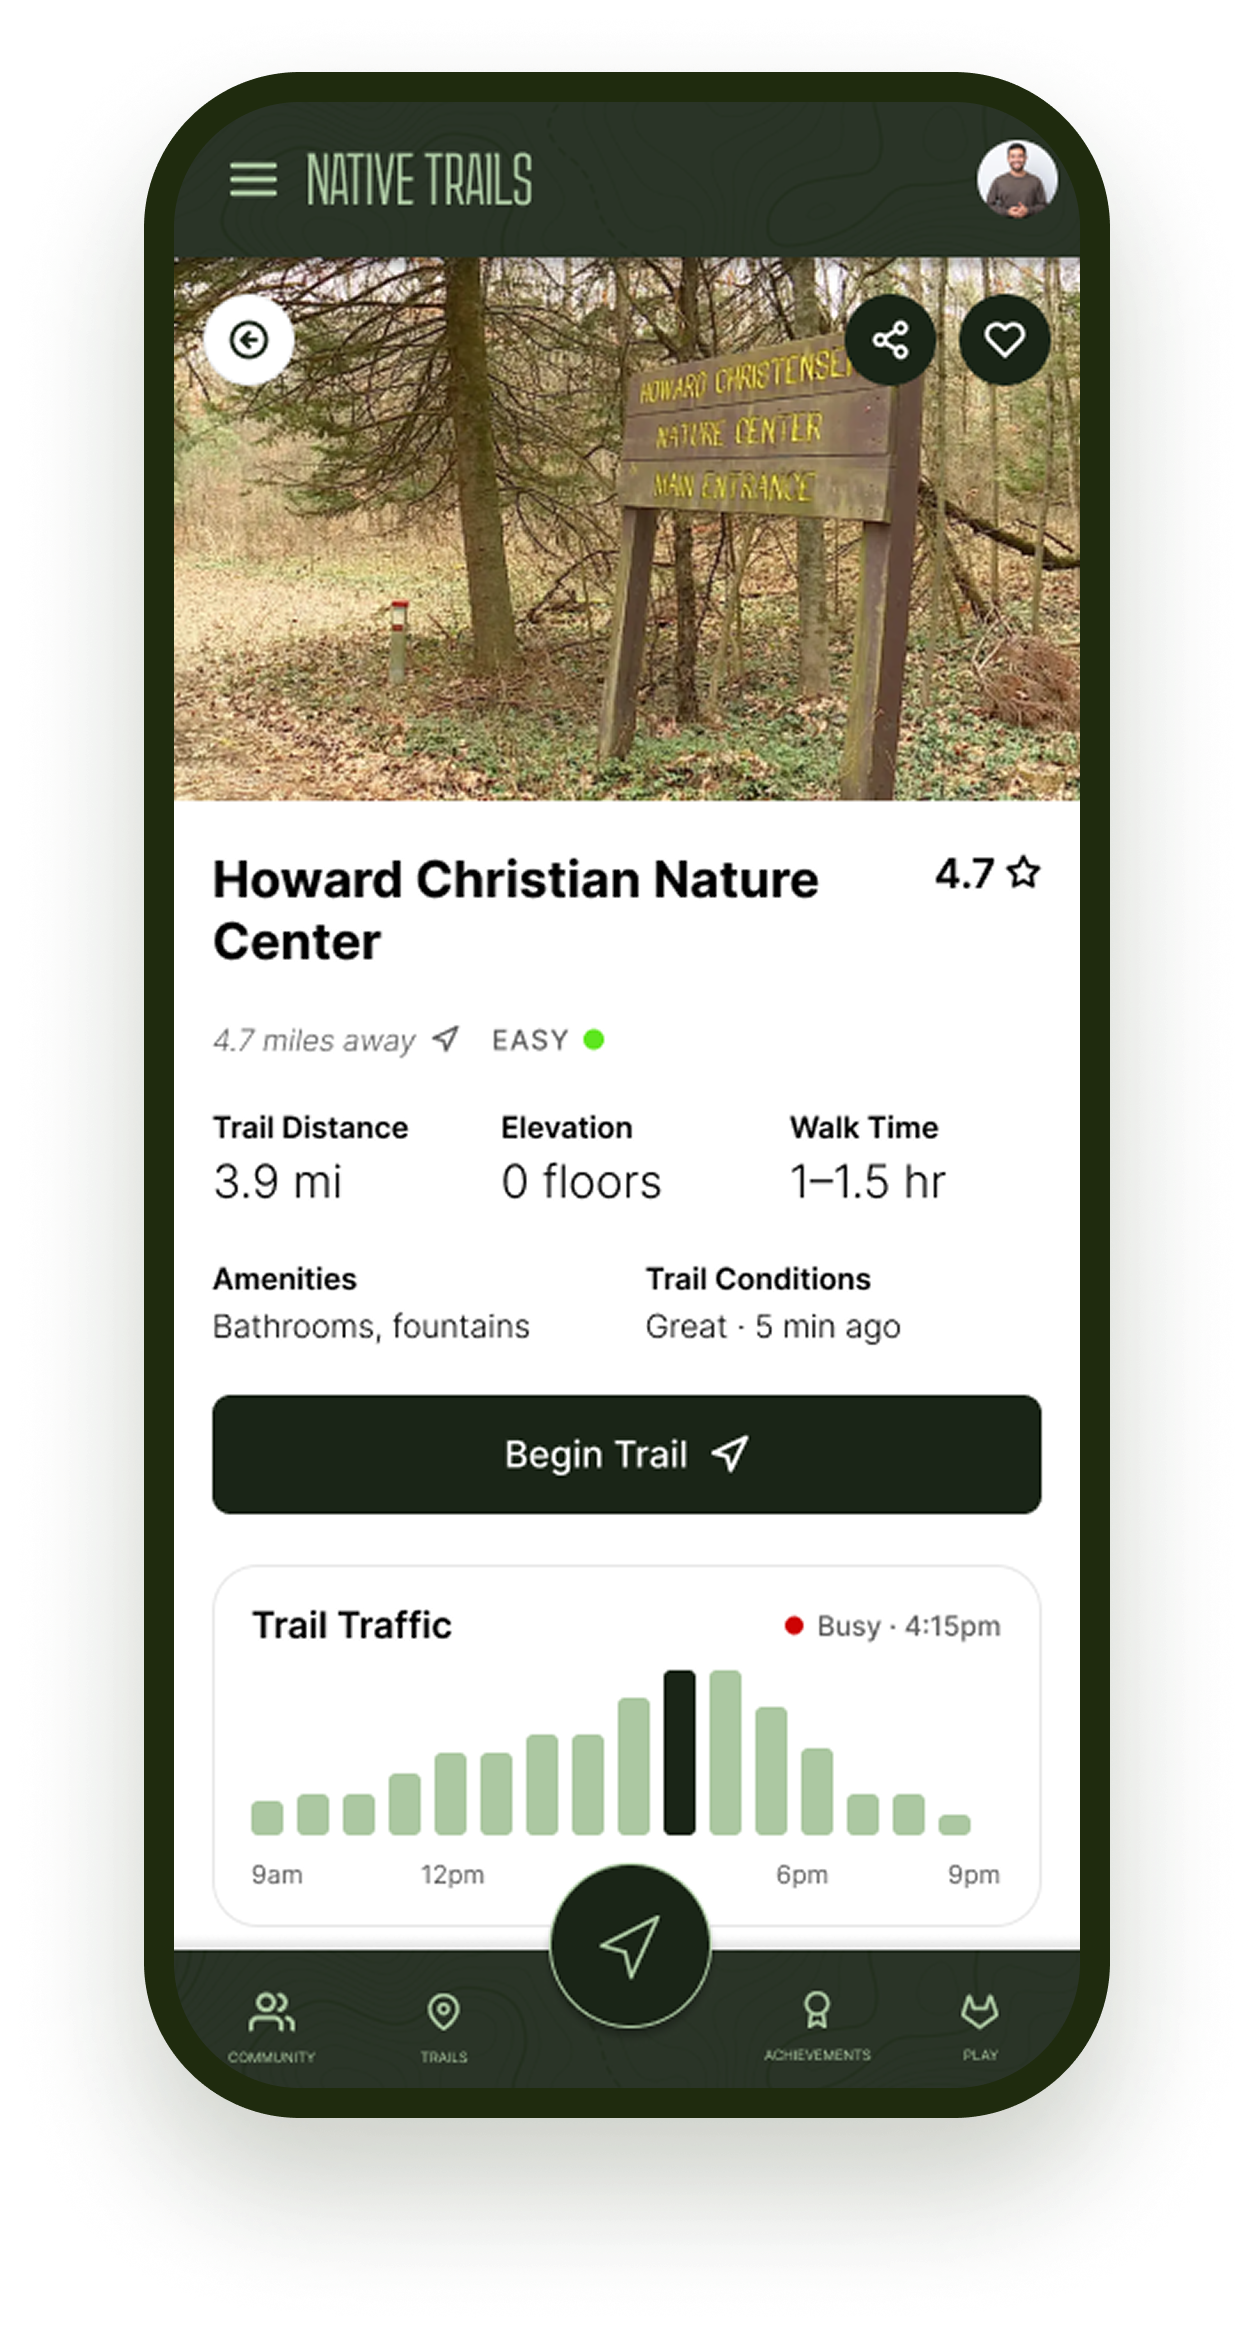 NATIVE TRAILS
HOWARD CHRISTENSE
NATURE CENTER
MAIN ENTRANCE
Howard Christian Nature
Center
4.7
4.7 miles away EASY
Trail Distance Elevation Walk Time
3.9 mi 0 floors 1–1.5 hr
Amenities Trail Conditions
Bathrooms, fountains Great · 5 min ago
Begin Trail
Trail Traffic Busy · 4:15pm
9am 12pm 6pm 9pm
COMMUNITY TRAILS ACHIEVEMENTS PLAY